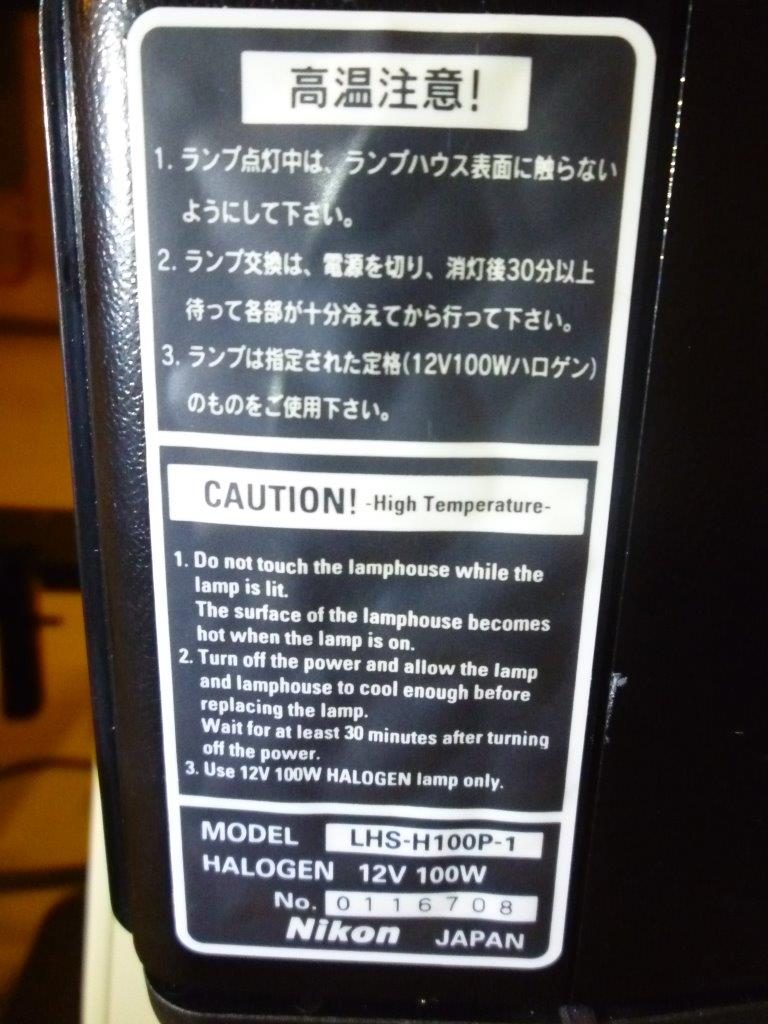 高温注意!
1. ランプ点灯中は、ランプハウス表面に触らない
ようにして下さい。
2. ランプ交換は、電源を切り、消灯後30分以上
待って各部が十分冷えてから行って下さい。
3. ランプは指定された定格(12V100Wハロゲン)
のものをご使用下さい。
CAUTION! -High Temperature-
1. Do not touch the lamphouse while the
lamp is lit.
The surface of the lamphouse becomes
hot when the lamp is on.
2. Turn off the power and allow the lamp
and lamphouse to cool enough before
replacing the lamp.
Wait for at least 30 minutes after turning
off the power.
3. Use 12V 100W HALOGEN lamp only.
MODEL LHS-H100P-1
HALOGEN 12V 100W
No. 0116708
Nikon JAPAN